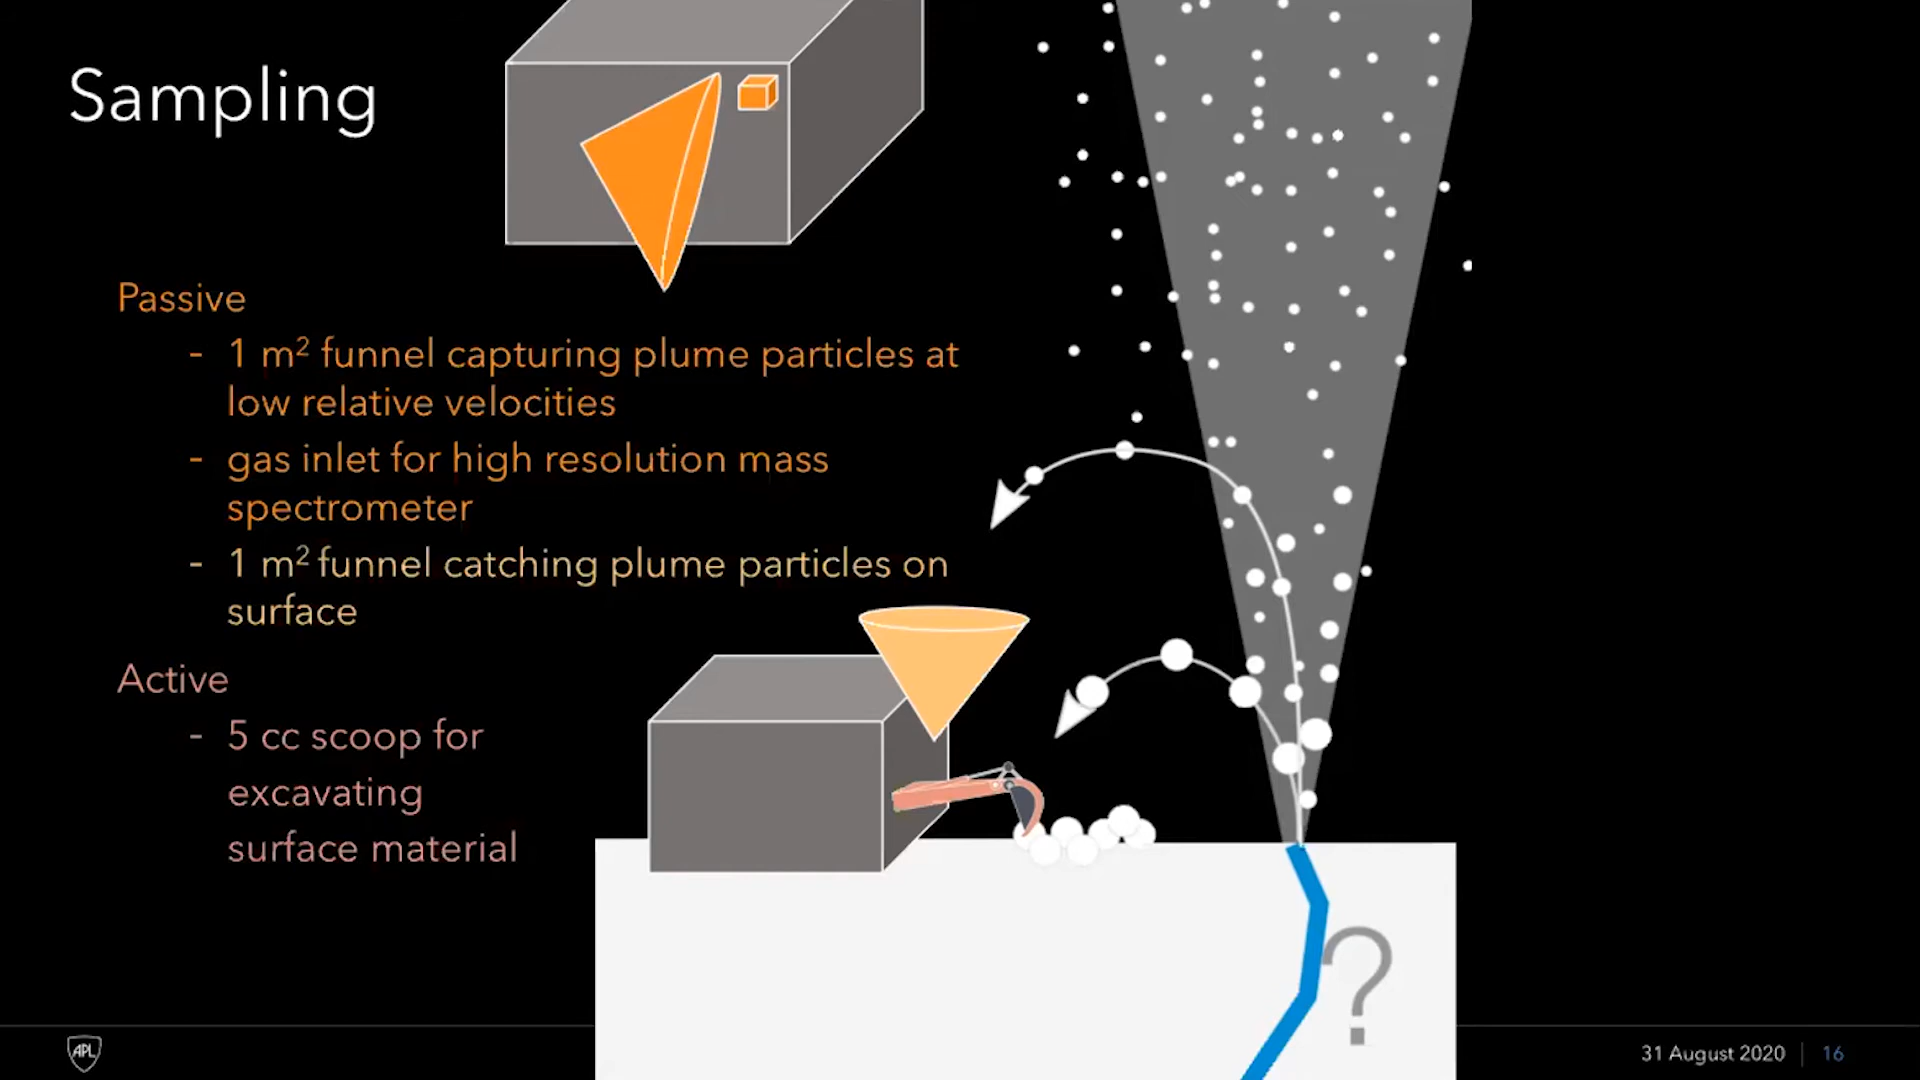 Sampling
Passive
- 1 m² funnel capturing plume particles at
low relative velocities
- gas inlet for high resolution mass
spectrometer
- 1 m² funnel catching plume particles on
surface
Active
- 5 cc scoop for
excavating
surface material
?
APL
31 August 2020 | 16